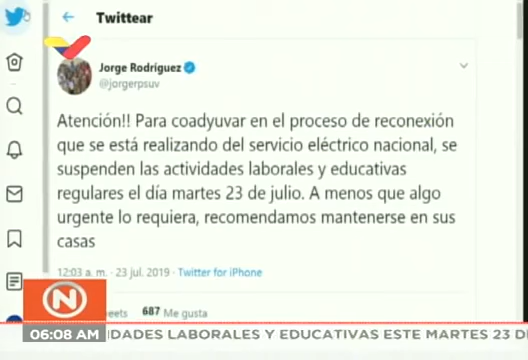 Twittear
Jorge Rodríguez
@jorgerpsuv
Atención!! Para coadyuvar en el proceso de reconexión
que se está realizando del servicio eléctrico nacional, se
suspenden las actividades laborales y educativas
regulares el día martes 23 de julio. A menos que algo
urgente lo requiera, recomendamos mantenerse en sus
casas
12:03 a. m. · 23 jul. 2019 · Twitter for iPhone
eets 687 Me gusta
N
06:08 AM IDADES LABORALES Y EDUCATIVAS ESTE MARTES 23 D